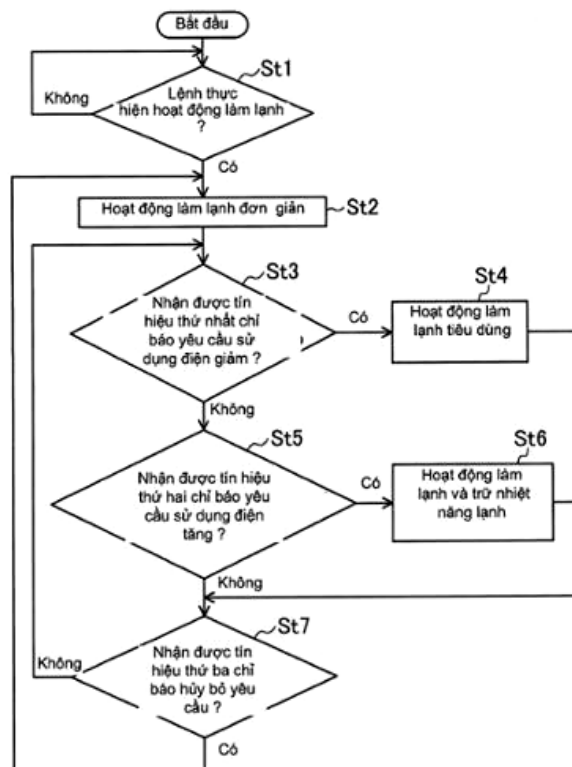 Bắt đầu
St1
Lệnh thực
hiện hoạt động làm lạnh
?
Không
Có
Hoạt động làm lạnh đơn giản
St2
St3
Nhận được tín
hiệu thứ nhất chỉ
báo yêu cầu sử
dụng điện giảm ?
Có
St4
Hoạt động làm
lạnh tiêu dùng
Không
St5
Nhận được tín hiệu
thứ hai chỉ báo yêu
cầu sử dụng điện
tăng ?
Có
St6
Hoạt động làm
lạnh và trữ nhiệt
năng lạnh
Không
St7
Nhận được tín
hiệu thứ ba chỉ
báo hủy bỏ yêu
cầu ?
Không
Có